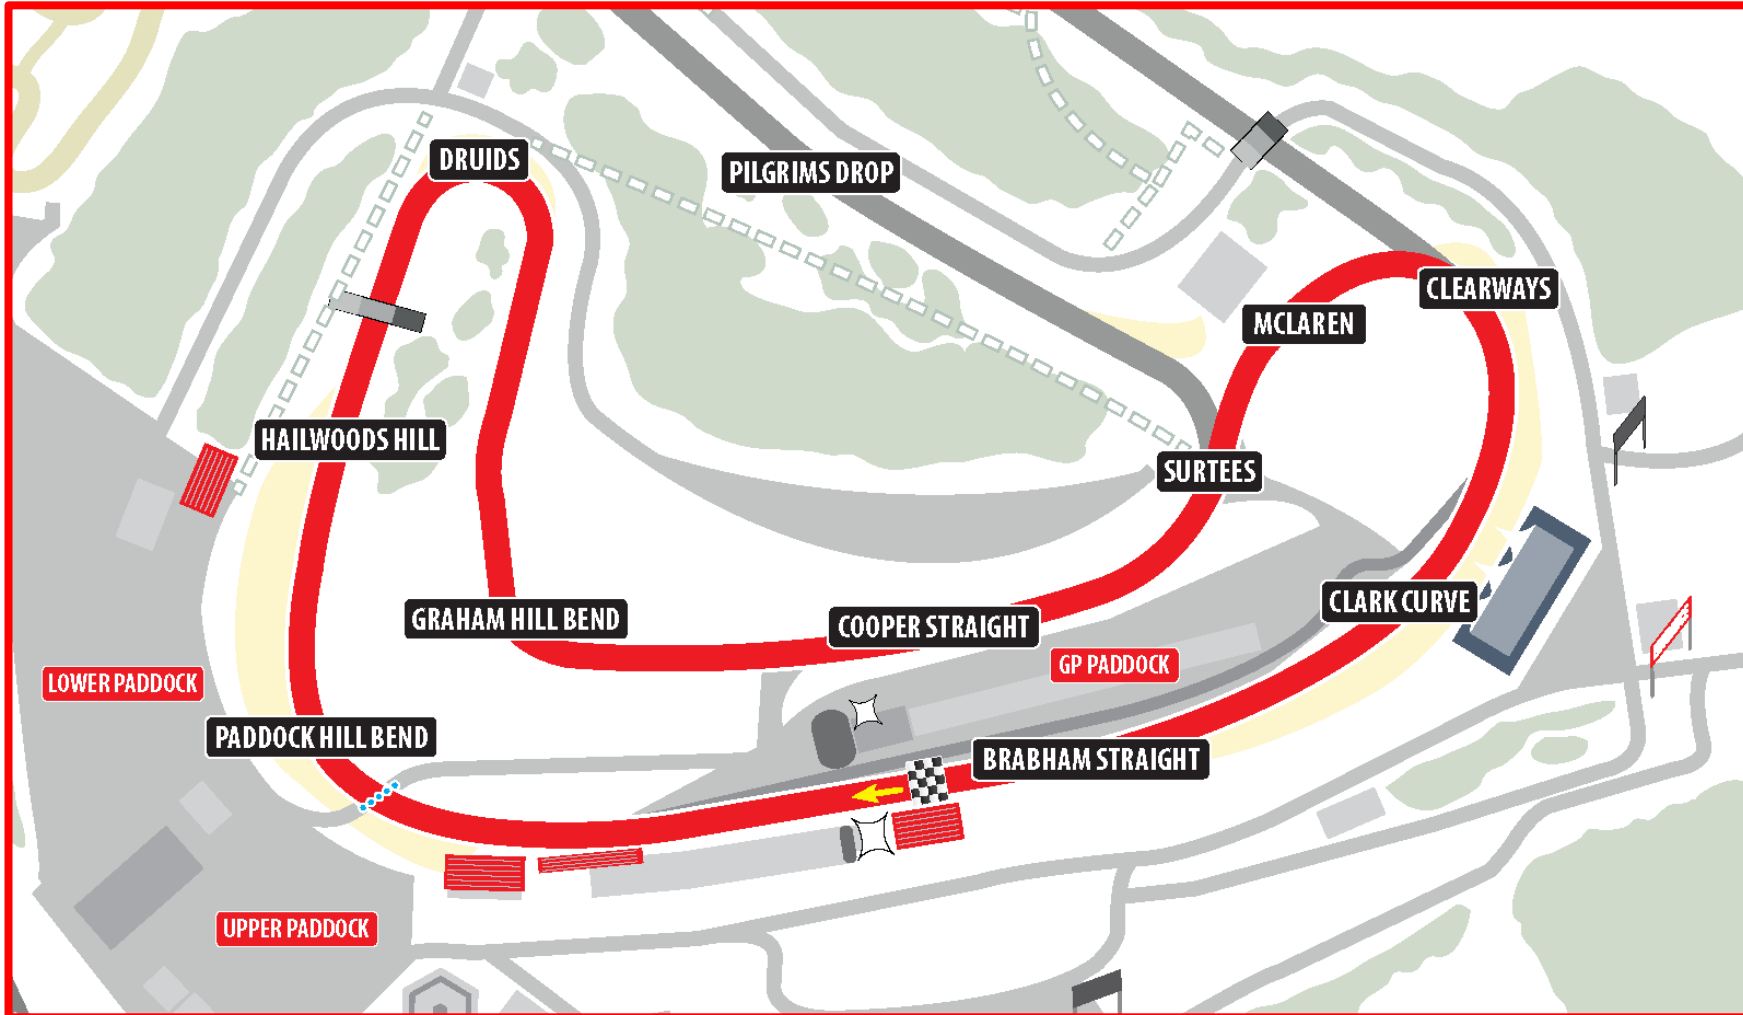 DRUIDS
PILGRIMS DROP
CLEARWAYS
MCLAREN
HAILWOODS HILL
SURTEES
CLARK CURVE
GRAHAM HILL BEND
COOPER STRAIGHT
GP PADDOCK
LOWER PADDOCK
PADDOCK HILL BEND
BRABHAM STRAIGHT
UPPER PADDOCK